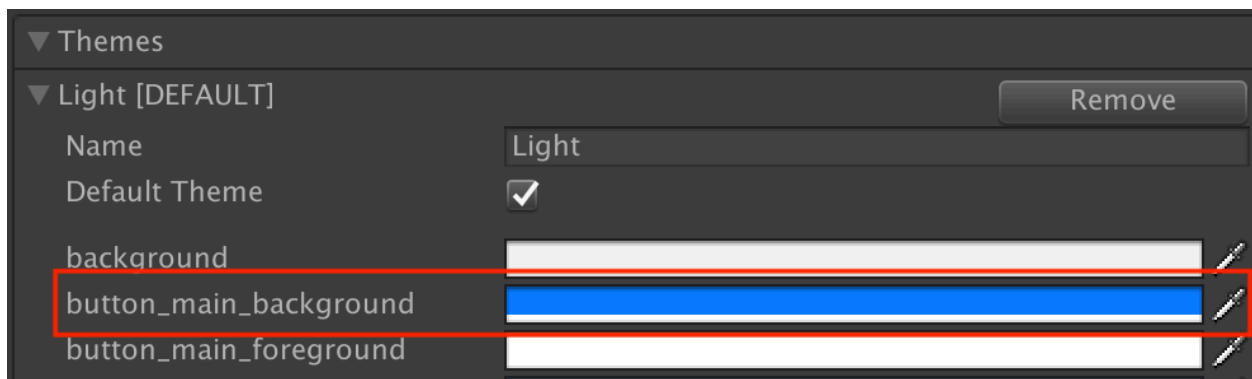 Themes
Light [DEFAULT]
Remove
Name
Light
Default Theme
background
button_main_background
button_main_foreground